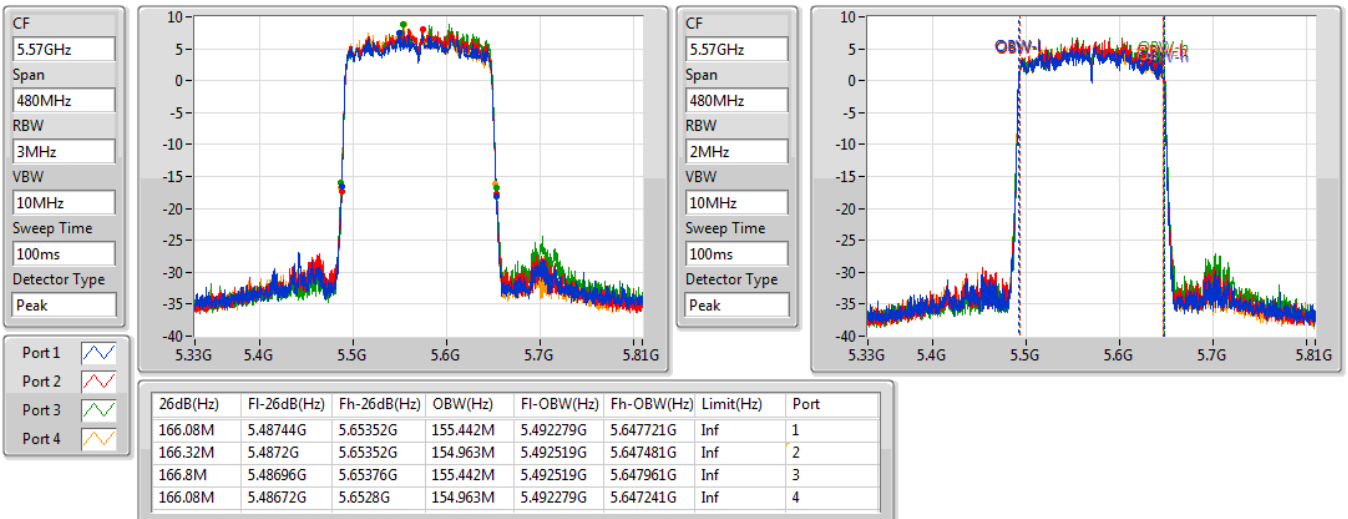 CF
5.57GHz
Span
480MHz
RBW
3MHz
VBW
10MHz
Sweep Time
100ms
Detector Type
Peak
10
5
0
-5
-10
-15
-20
-25
-30
-35
-40
5.33G 5.4G 5.5G 5.6G 5.7G 5.81G
CF
5.57GHz
Span
480MHz
RBW
2MHz
VBW
10MHz
Sweep Time
100ms
Detector Type
Peak
10
5
0
-5
-10
-15
-20
-25
-30
-35
-40
OBW-l OBW-h
5.33G 5.4G 5.5G 5.6G 5.7G 5.81G
Port 1
Port 2
Port 3
Port 4
26dB(Hz) Fl-26dB(Hz) Fh-26dB(Hz) OBW(Hz) Fl-OBW(Hz) Fh-OBW(Hz) Limit(Hz) Port
166.08M 5.48744G 5.65352G 155.442M 5.492279G 5.647721G Inf 1
166.32M 5.4872G 5.65352G 154.963M 5.492519G 5.647481G Inf 2
166.8M 5.48696G 5.65376G 155.442M 5.492519G 5.647961G Inf 3
166.08M 5.48672G 5.6528G 154.963M 5.492279G 5.647241G Inf 4